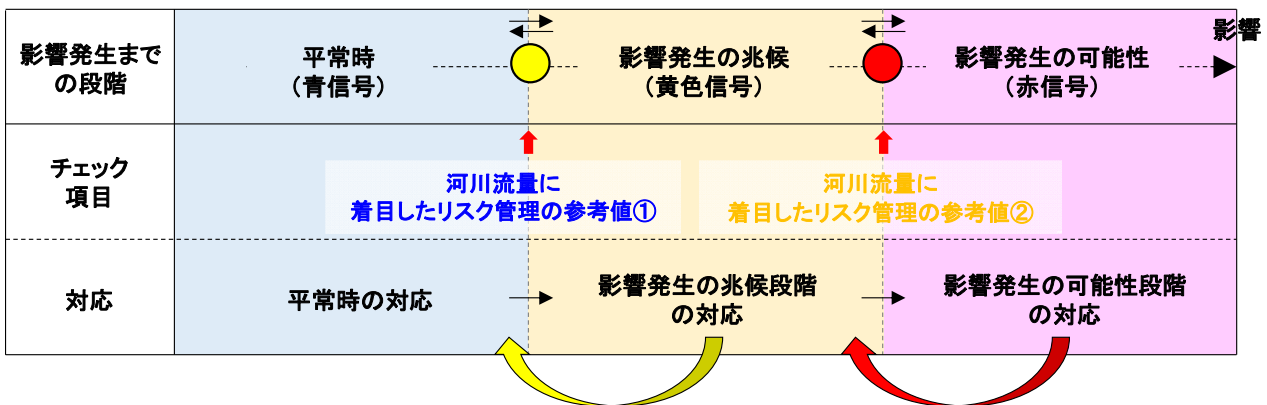 影響発生まで
の段階
平常時
（青信号）
影響発生の兆候
（黄色信号）
影響発生の可能性
（赤信号）
影響
チェック
項目
河川流量に
着目したリスク管理の参考値①
河川流量に
着目したリスク管理の参考値②
対応
平常時の対応
影響発生の兆候段階
の対応
影響発生の可能性段階
の対応